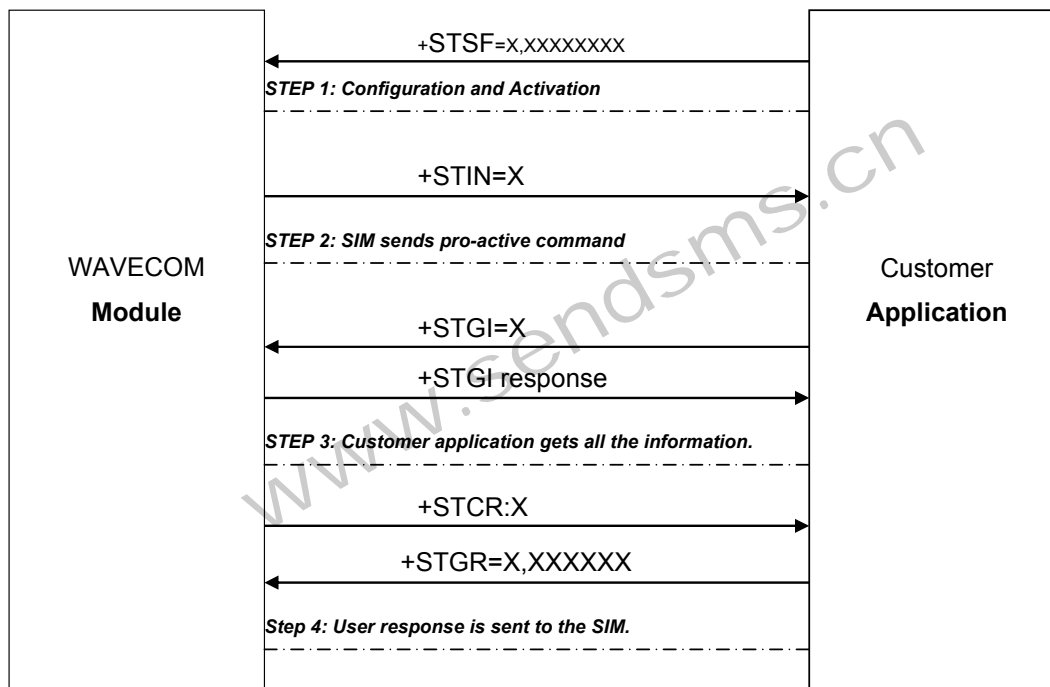 +STSF=X,XXXXXXXX
STEP 1: Configuration and Activation
+STIN=X
STEP 2: SIM sends pro-active command
WAVECOM
Module
Customer
Application
+STGI=X
+STGI response
STEP 3: Customer application gets all the information.
+STCR:X
+STGR=X,XXXXXX
Step 4: User response is sent to the SIM.
www.sendsms.cn